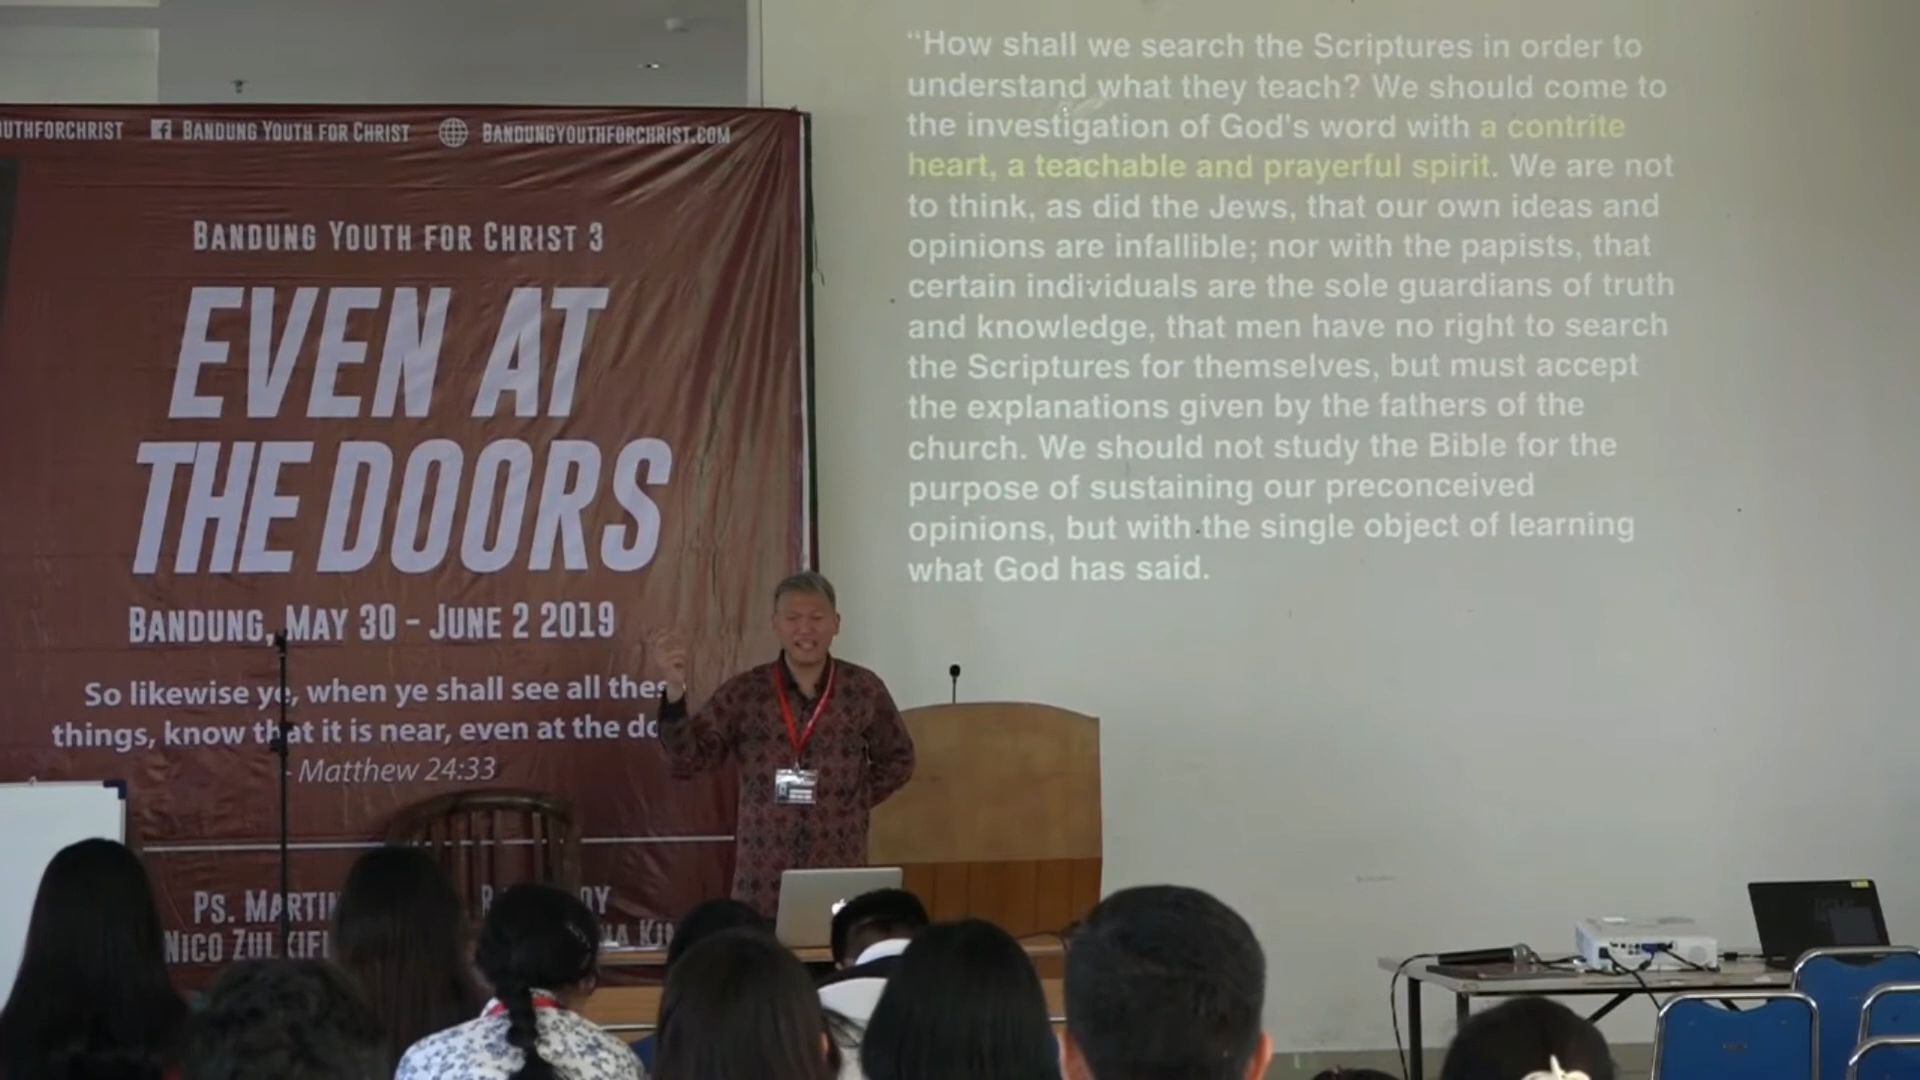 BANDUNG YOUTH FOR CHRIST
BANDUNGYOUTHFORCHRIST.COM
BANDUNG YOUTH FOR CHRIST 3
EVEN AT
THE DOORS
BANDUNG, MAY 30 - JUNE 2 2019
So likewise ye, when ye shall see all
things, know that it is near, even at the
- Matthew 24:33
PS.
NICO
“How shall we search the Scriptures in order to
understand what they teach? We should come to
the investigation of God's word with a contrite
heart, a teachable and prayerful spirit. We are not
to think, as did the Jews, that our own ideas and
opinions are infallible; nor with the papists, that
certain individuals are the sole guardians of truth
and knowledge, that men have no right to search
the Scriptures for themselves, but must accept
the explanations given by the fathers of the
church. We should not study the Bible for the
purpose of sustaining our preconceived
opinions, but with the single object of learning
what God has said.